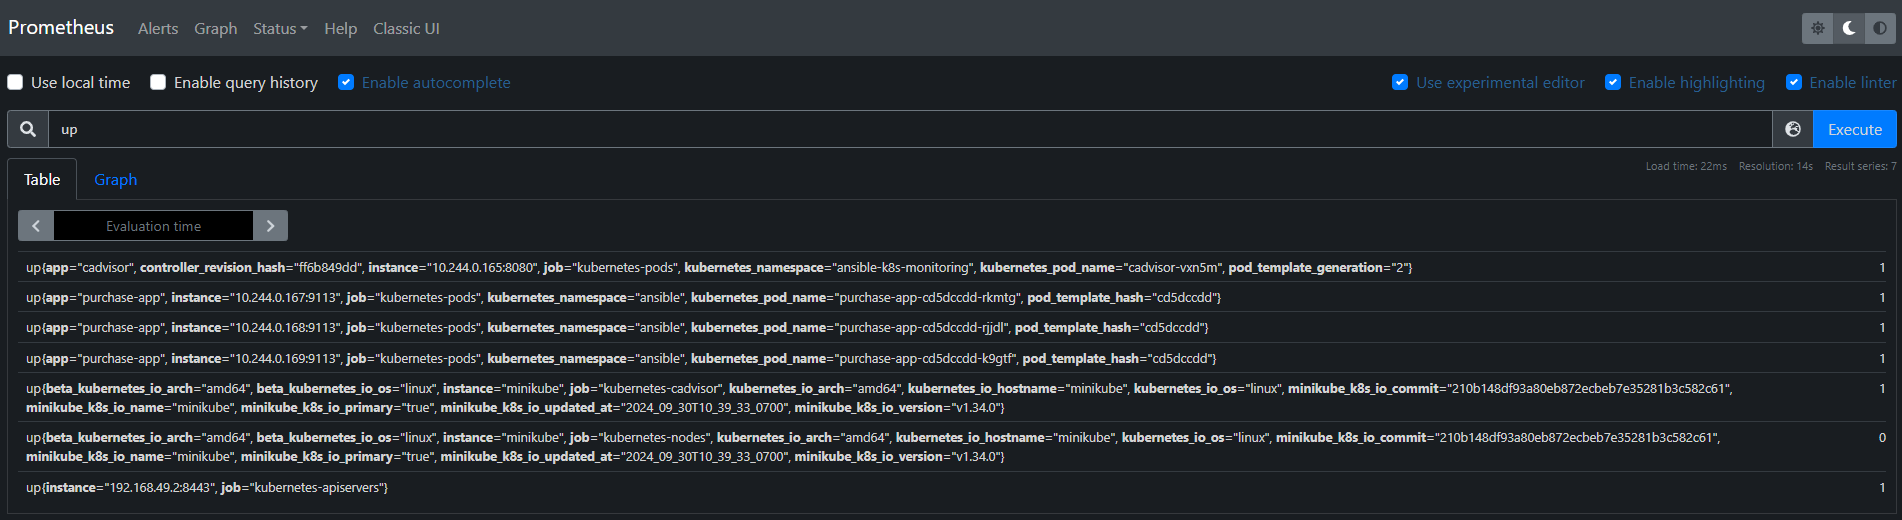 Prometheus Alerts Graph Status Help Classic UI
Use local time Enable query history Enable autocomplete Use experimental editor Enable highlighting Enable linter
up Execute
Load time: 22ms Resolution: 14s Result series: 7
Table Graph
Evaluation time
up{app="cadvisor", controller_revision_hash="ff6b849dd", instance="10.244.0.165:8080", job="kubernetes-pods", kubernetes_namespace="ansible-k8s-monitoring", kubernetes_pod_name="cadvisor-vxn5m", pod_template_generation="2"} 1
up{app="purchase-app", instance="10.244.0.167:9113", job="kubernetes-pods", kubernetes_namespace="ansible", kubernetes_pod_name="purchase-app-cd5dccdd-rkmtg", pod_template_hash="cd5dccdd"} 1
up{app="purchase-app", instance="10.244.0.168:9113", job="kubernetes-pods", kubernetes_namespace="ansible", kubernetes_pod_name="purchase-app-cd5dccdd-rjjdl", pod_template_hash="cd5dccdd"} 1
up{app="purchase-app", instance="10.244.0.169:9113", job="kubernetes-pods", kubernetes_namespace="ansible", kubernetes_pod_name="purchase-app-cd5dccdd-k9gtf", pod_template_hash="cd5dccdd"} 1
up{beta_kubernetes_io_arch="amd64", beta_kubernetes_io_os="linux", instance="minikube", job="kubernetes-cadvisor", kubernetes_io_arch="amd64", kubernetes_io_hostname="minikube", kubernetes_io_os="linux", minikube_k8s_io_commit="210b148df93a80eb872ecbeb7e35281b3c582c61", 1
minikube_k8s_io_name="minikube", minikube_k8s_io_primary="true", minikube_k8s_io_updated_at="2024_09_30T10_39_33_0700", minikube_k8s_io_version="v1.34.0"}
up{beta_kubernetes_io_arch="amd64", beta_kubernetes_io_os="linux", instance="minikube", job="kubernetes-nodes", kubernetes_io_arch="amd64", kubernetes_io_hostname="minikube", kubernetes_io_os="linux", minikube_k8s_io_commit="210b148df93a80eb872ecbeb7e35281b3c582c61", 0
minikube_k8s_io_name="minikube", minikube_k8s_io_primary="true", minikube_k8s_io_updated_at="2024_09_30T10_39_33_0700", minikube_k8s_io_version="v1.34.0"}
up{instance="192.168.49.2:8443", job="kubernetes-apiservers"} 1